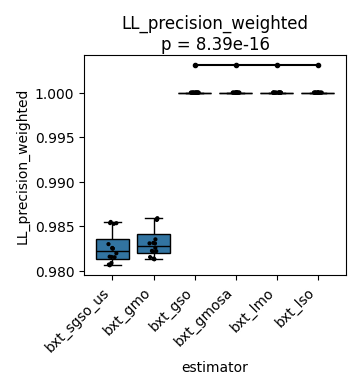 LL_precision_weighted
p = 8.39e-16
LL_precision_weighted
1.000
0.995
0.990
0.985
0.980
bxt_sgso_us
bxt_gmo
bxt_gso
bxt_gmosa
bxt_lmo
bxt_lso
estimator